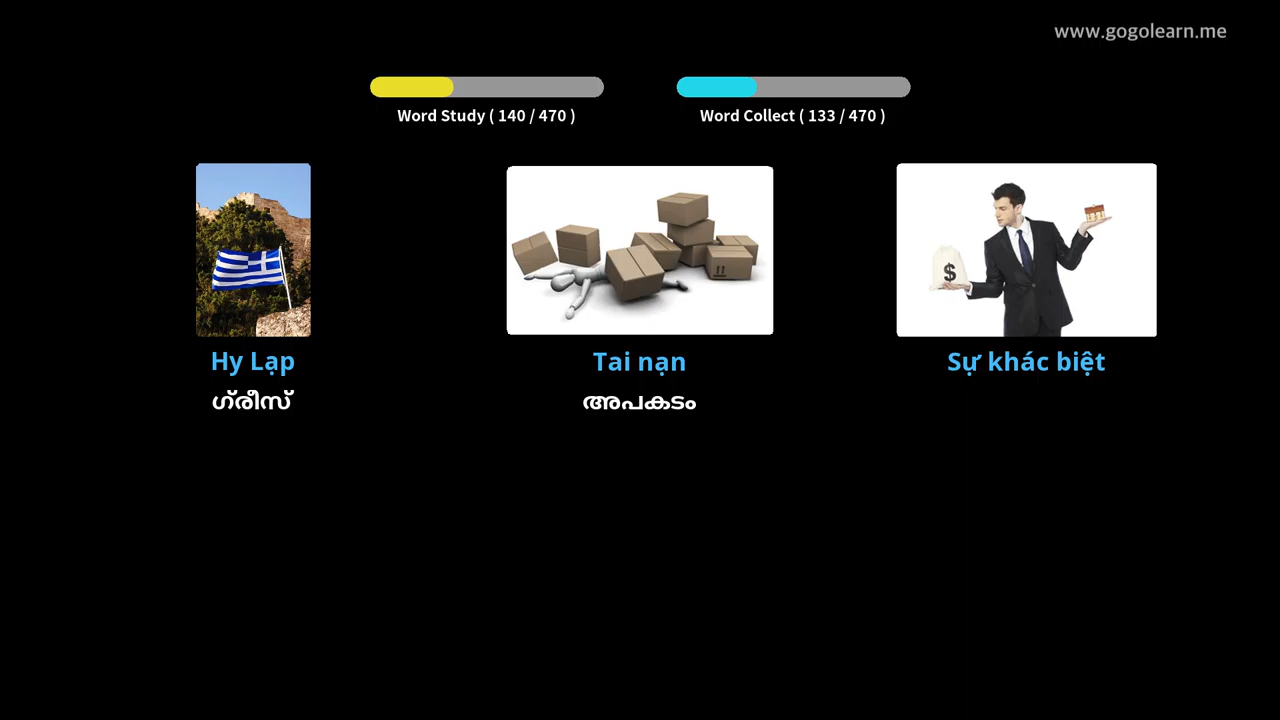 www.gogolearn.me
Word Study ( 140 / 470 )
Word Collect ( 133 / 470 )
$
Hy Lạp
Tai nạn
Sự khác biệt
ഗ്രീസ്
അപകടം